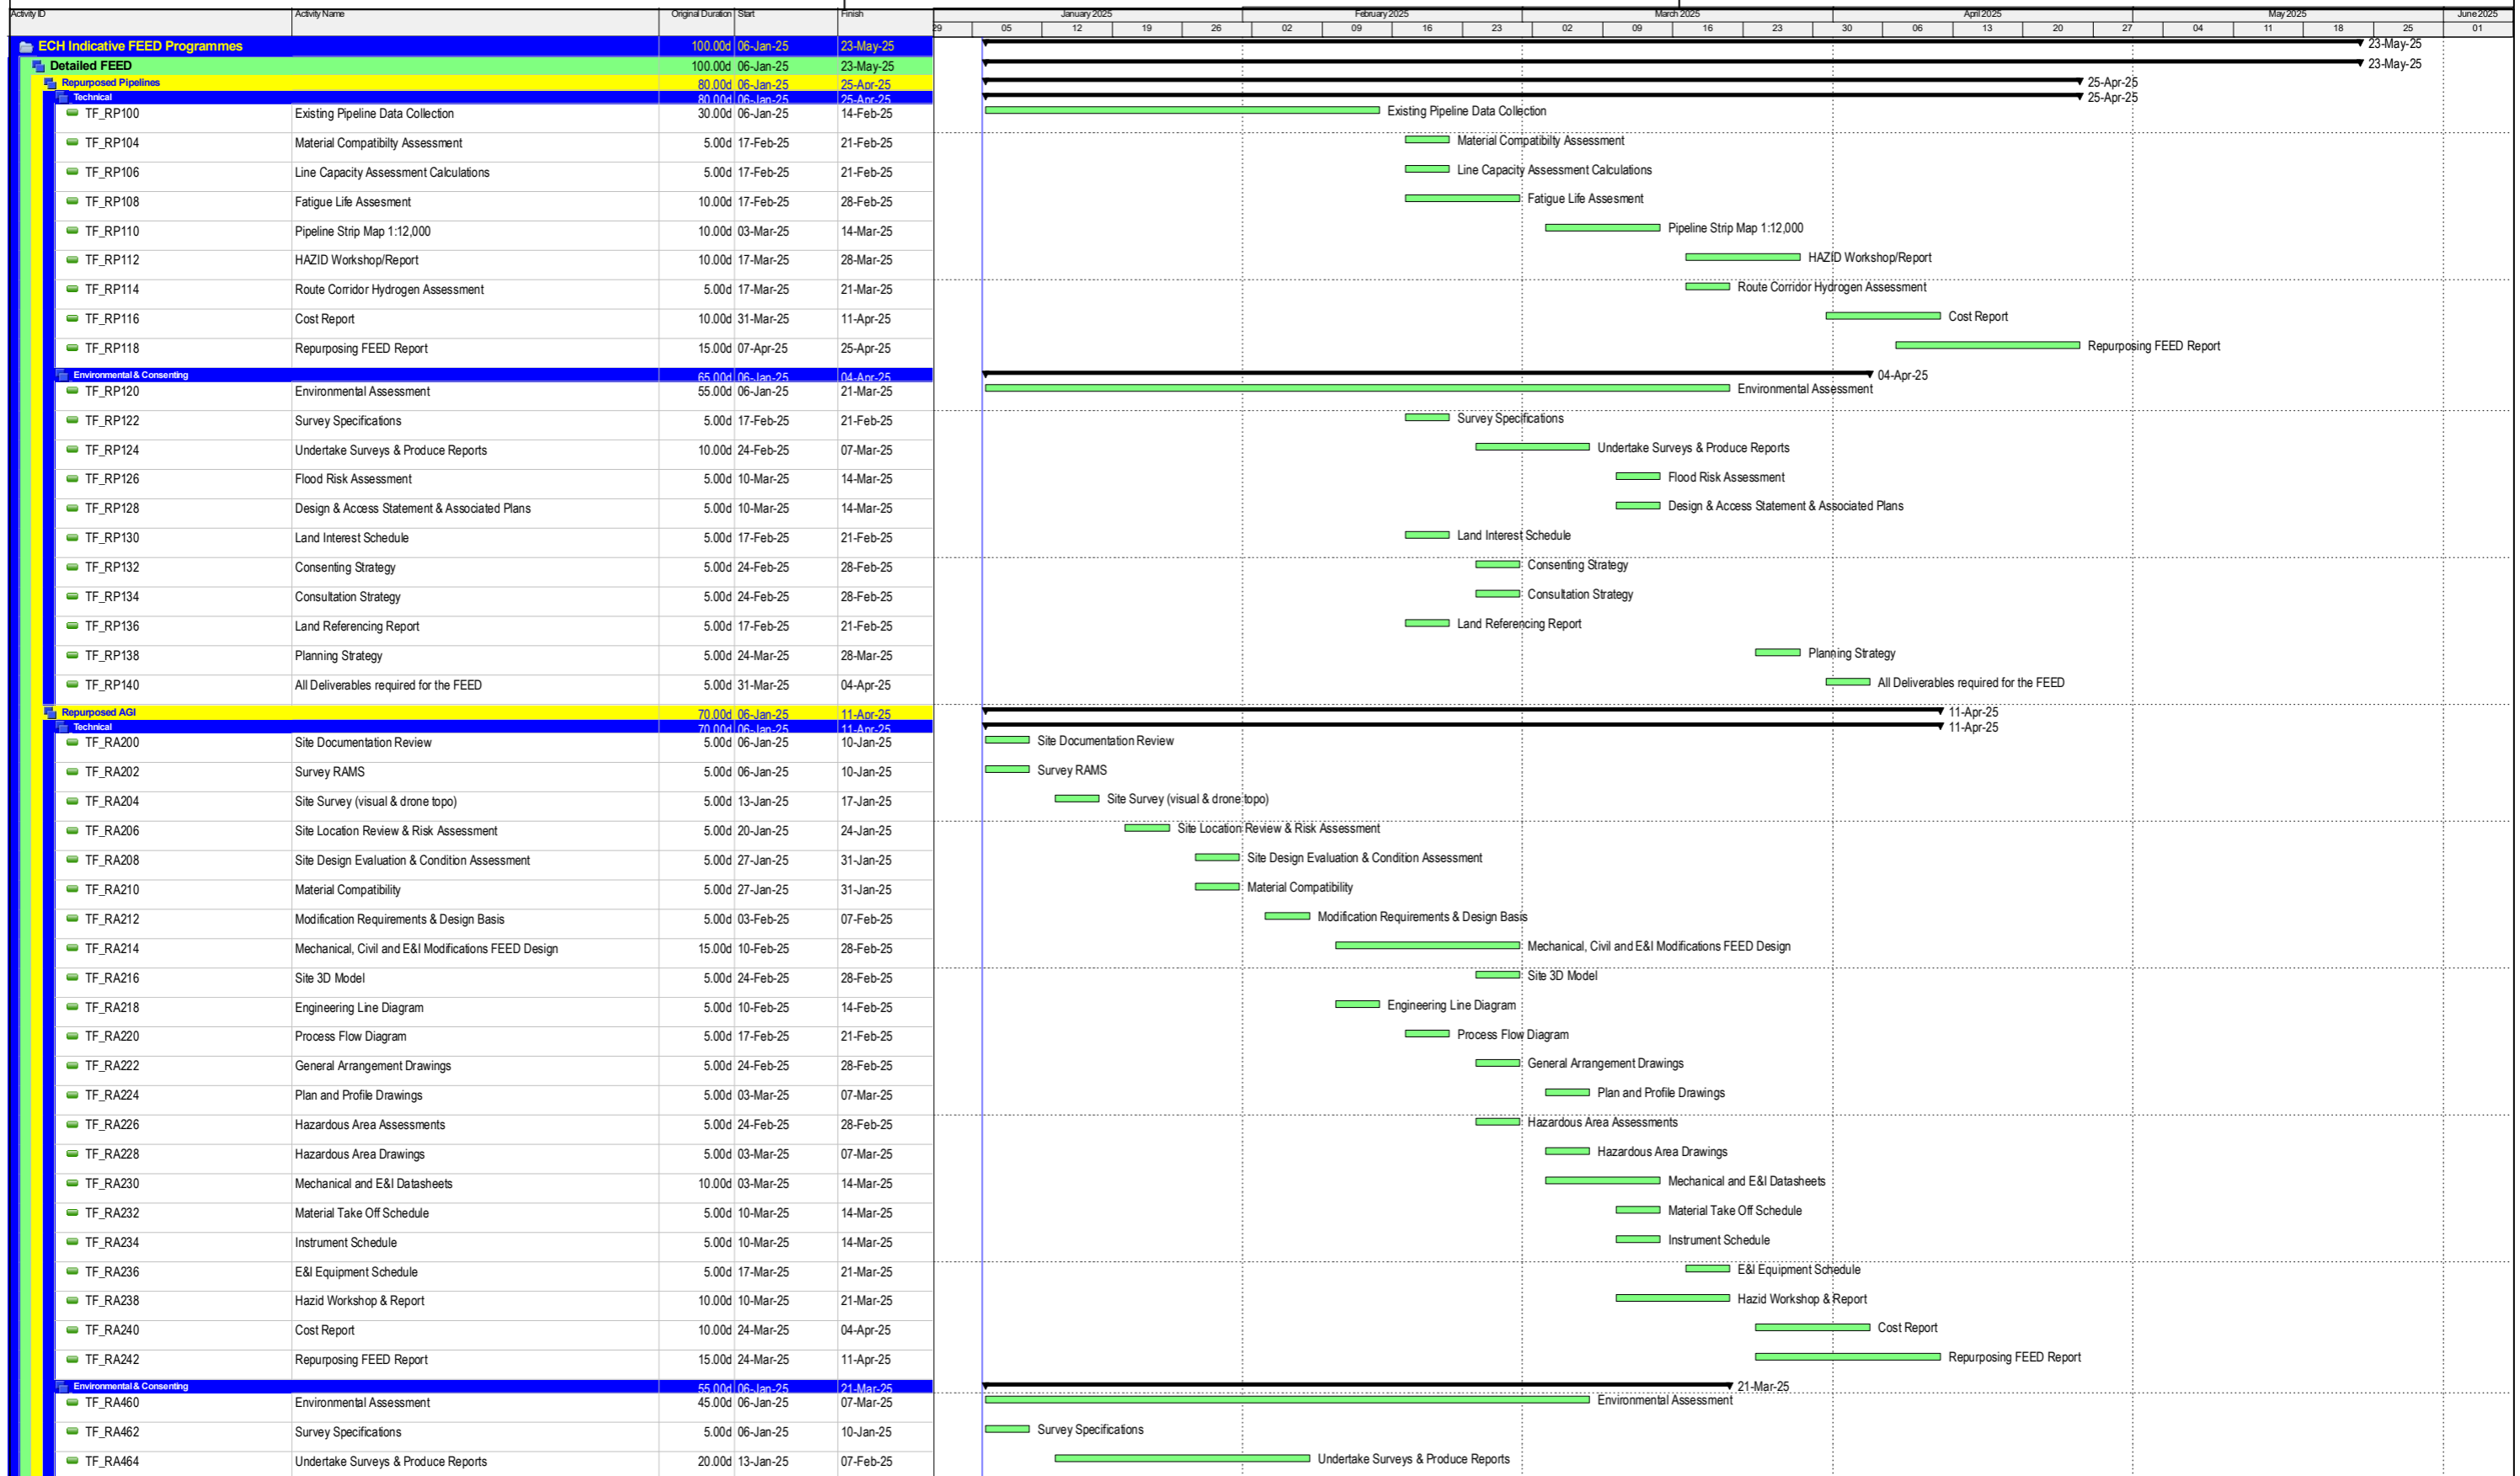 Activity ID Activity Name Original Duration Start Finish January 2025 February 2025 March 2025 April 2025 May 2025 June 2025
29 05 12 19 26 02 09 16 23 02 09 16 23 30 06 13 20 27 04 11 18 25 01
ECH Indicative FEED Programmes 100.00d 06-Jan-25 23-May-25 23-May-25
Detailed FEED 100.00d 06-Jan-25 23-May-25 23-May-25
Repurposed Pipelines 80.00d 06-Jan-25 25-Apr-25 25-Apr-25
Technical 80.00d 06-Jan-25 25-Apr-25 25-Apr-25
TF_RP100 Existing Pipeline Data Collection 30.00d 06-Jan-25 14-Feb-25 Existing Pipeline Data Collection
TF_RP104 Material Compatibilty Assessment 5.00d 17-Feb-25 21-Feb-25 Material Compatibilty Assessment
TF_RP106 Line Capacity Assessment Calculations 5.00d 17-Feb-25 21-Feb-25 Line Capacity Assessment Calculations
TF_RP108 Fatigue Life Assesment 10.00d 17-Feb-25 28-Feb-25 Fatigue Life Assesment
TF_RP110 Pipeline Strip Map 1:12,000 10.00d 03-Mar-25 14-Mar-25 Pipeline Strip Map 1:12,000
TF_RP112 HAZID Workshop/Report 10.00d 17-Mar-25 28-Mar-25 HAZID Workshop/Report
TF_RP114 Route Corridor Hydrogen Assessment 5.00d 17-Mar-25 21-Mar-25 Route Corridor Hydrogen Assessment
TF_RP116 Cost Report 10.00d 31-Mar-25 11-Apr-25 Cost Report
TF_RP118 Repurposing FEED Report 15.00d 07-Apr-25 25-Apr-25 Repurposing FEED Report
Environmental & Consenting 65.00d 06-Jan-25 04-Apr-25 04-Apr-25
TF_RP120 Environmental Assessment 55.00d 06-Jan-25 21-Mar-25 Environmental Assessment
TF_RP122 Survey Specifications 5.00d 17-Feb-25 21-Feb-25 Survey Specifications
TF_RP124 Undertake Surveys & Produce Reports 10.00d 24-Feb-25 07-Mar-25 Undertake Surveys & Produce Reports
TF_RP126 Flood Risk Assessment 5.00d 10-Mar-25 14-Mar-25 Flood Risk Assessment
TF_RP128 Design & Access Statement & Associated Plans 5.00d 10-Mar-25 14-Mar-25 Design & Access Statement & Associated Plans
TF_RP130 Land Interest Schedule 5.00d 17-Feb-25 21-Feb-25 Land Interest Schedule
TF_RP132 Consenting Strategy 5.00d 24-Feb-25 28-Feb-25 Consenting Strategy
TF_RP134 Consultation Strategy 5.00d 24-Feb-25 28-Feb-25 Consultation Strategy
TF_RP136 Land Referencing Report 5.00d 17-Feb-25 21-Feb-25 Land Referencing Report
TF_RP138 Planning Strategy 5.00d 24-Mar-25 28-Mar-25 Planning Strategy
TF_RP140 All Deliverables required for the FEED 5.00d 31-Mar-25 04-Apr-25 All Deliverables required for the FEED
Repurposed AGI 70.00d 06-Jan-25 11-Apr-25 11-Apr-25
Technical 70.00d 06-Jan-25 11-Apr-25 11-Apr-25
TF_RA200 Site Documentation Review 5.00d 06-Jan-25 10-Jan-25 Site Documentation Review
TF_RA202 Survey RAMS 5.00d 06-Jan-25 10-Jan-25 Survey RAMS
TF_RA204 Site Survey (visual & drone topo) 5.00d 13-Jan-25 17-Jan-25 Site Survey (visual & drone topo)
TF_RA206 Site Location Review & Risk Assessment 5.00d 20-Jan-25 24-Jan-25 Site Location Review & Risk Assessment
TF_RA208 Site Design Evaluation & Condition Assessment 5.00d 27-Jan-25 31-Jan-25 Site Design Evaluation & Condition Assessment
TF_RA210 Material Compatibility 5.00d 27-Jan-25 31-Jan-25 Material Compatibility
TF_RA212 Modification Requirements & Design Basis 5.00d 03-Feb-25 07-Feb-25 Modification Requirements & Design Basis
TF_RA214 Mechanical, Civil and E&I Modifications FEED Design 15.00d 10-Feb-25 28-Feb-25 Mechanical, Civil and E&I Modifications FEED Design
TF_RA216 Site 3D Model 5.00d 24-Feb-25 28-Feb-25 Site 3D Model
TF_RA218 Engineering Line Diagram 5.00d 10-Feb-25 14-Feb-25 Engineering Line Diagram
TF_RA220 Process Flow Diagram 5.00d 17-Feb-25 21-Feb-25 Process Flow Diagram
TF_RA222 General Arrangement Drawings 5.00d 24-Feb-25 28-Feb-25 General Arrangement Drawings
TF_RA224 Plan and Profile Drawings 5.00d 03-Mar-25 07-Mar-25 Plan and Profile Drawings
TF_RA226 Hazardous Area Assessments 5.00d 24-Feb-25 28-Feb-25 Hazardous Area Assessments
TF_RA228 Hazardous Area Drawings 5.00d 03-Mar-25 07-Mar-25 Hazardous Area Drawings
TF_RA230 Mechanical and E&I Datasheets 10.00d 03-Mar-25 14-Mar-25 Mechanical and E&I Datasheets
TF_RA232 Material Take Off Schedule 5.00d 10-Mar-25 14-Mar-25 Material Take Off Schedule
TF_RA234 Instrument Schedule 5.00d 10-Mar-25 14-Mar-25 Instrument Schedule
TF_RA236 E&I Equipment Schedule 5.00d 17-Mar-25 21-Mar-25 E&I Equipment Schedule
TF_RA238 Hazid Workshop & Report 10.00d 10-Mar-25 21-Mar-25 Hazid Workshop & Report
TF_RA240 Cost Report 10.00d 24-Mar-25 04-Apr-25 Cost Report
TF_RA242 Repurposing FEED Report 15.00d 24-Mar-25 11-Apr-25 Repurposing FEED Report
Environmental & Consenting 55.00d 06-Jan-25 21-Mar-25 21-Mar-25
TF_RA460 Environmental Assessment 45.00d 06-Jan-25 07-Mar-25 Environmental Assessment
TF_RA462 Survey Specifications 5.00d 06-Jan-25 10-Jan-25 Survey Specifications
TF_RA464 Undertake Surveys & Produce Reports 20.00d 13-Jan-25 07-Feb-25 Undertake Surveys & Produce Reports